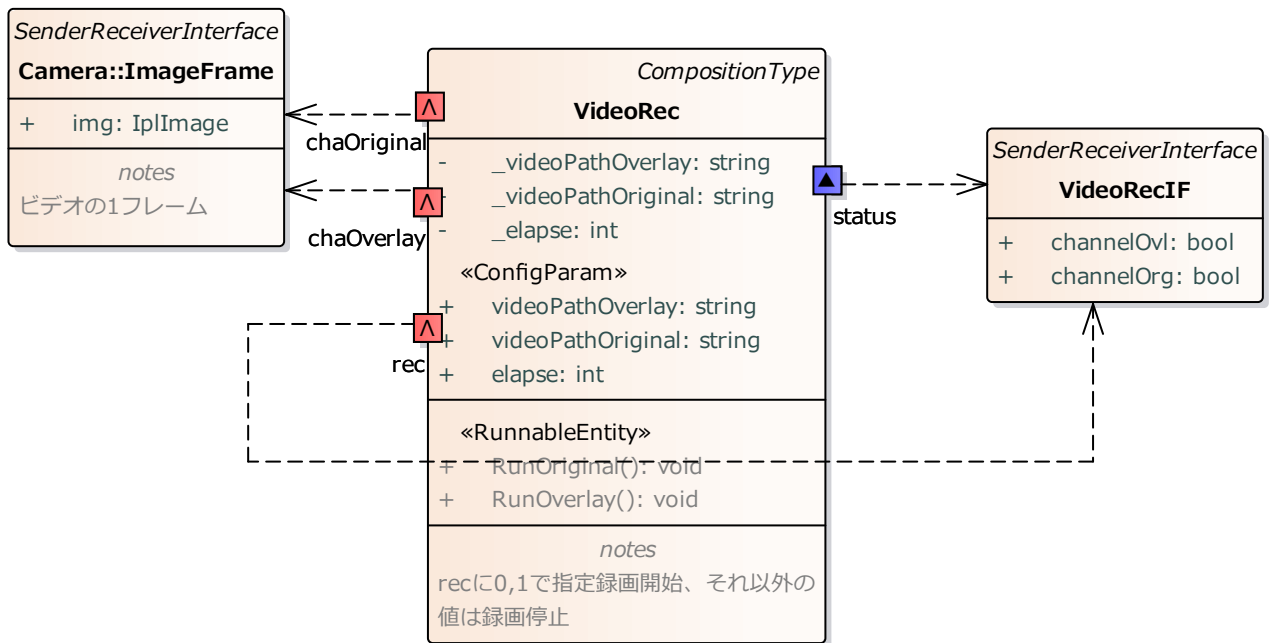 SenderReceiverInterface
Camera::ImageFrame
+ img: IplImage
notes
ビデオの1フレーム
chaOriginal
chaOverlay
rec
CompositionType
VideoRec
- _videoPathOverlay: string
- _videoPathOriginal: string
- _elapse: int
«ConfigParam»
+ videoPathOverlay: string
+ videoPathOriginal: string
+ elapse: int
«RunnableEntity»
+ RunOriginal(): void
+ RunOverlay(): void
notes
recに0,1で指定録画開始、それ以外の
値は録画停止
status
SenderReceiverInterface
VideoRecIF
+ channelOvl: bool
+ channelOrg: bool